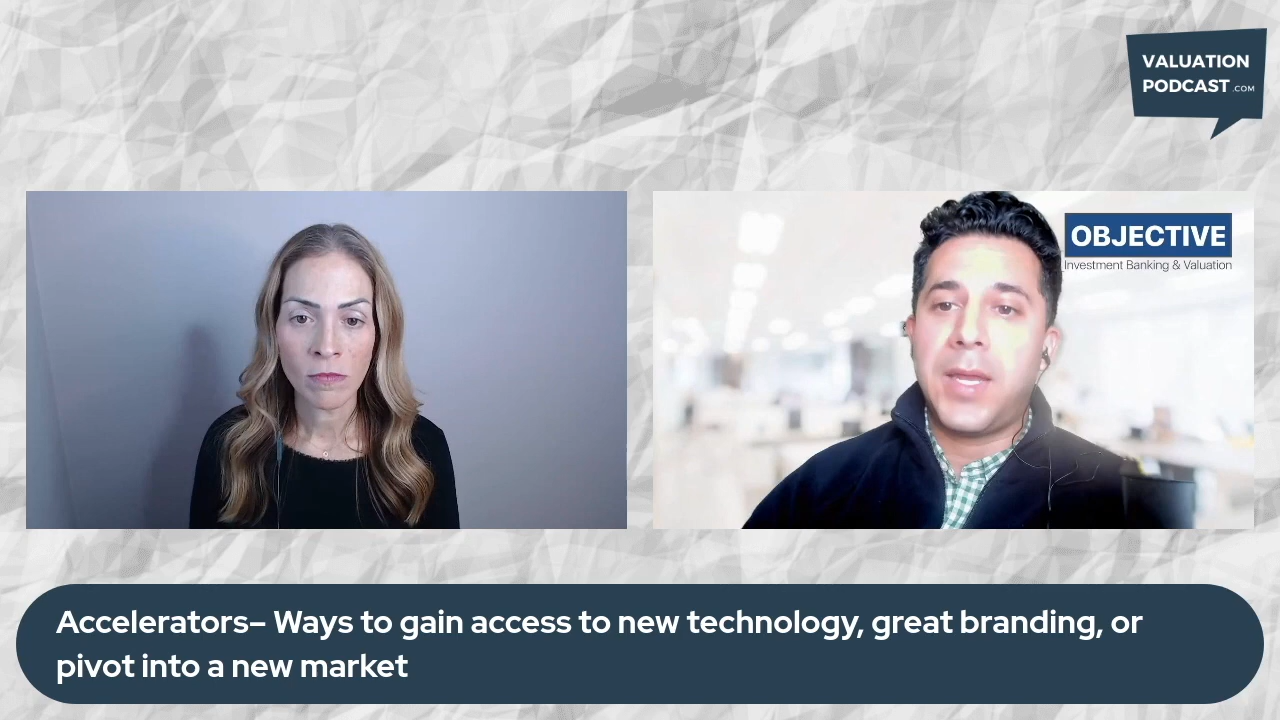 VALUATION
PODCAST.COM
OBJECTIVE
Investment Banking & Valuation
Accelerators– Ways to gain access to new technology, great branding, or
pivot into a new market